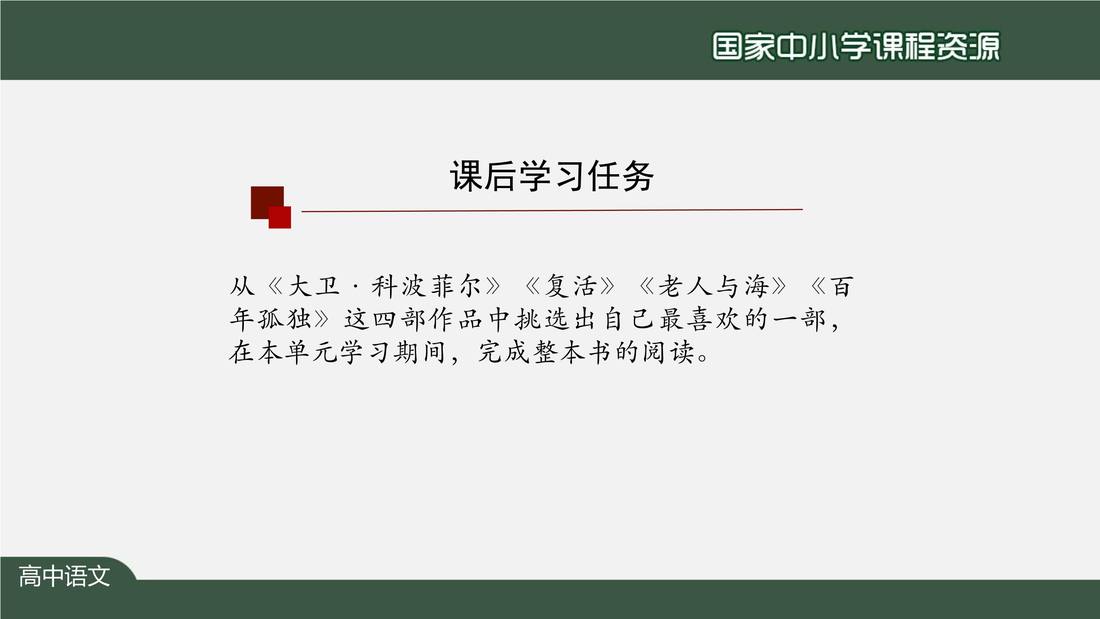 国家中小学课程资源
课后学习任务
从《大卫·科波菲尔》《复活》《老人与海》《百
年孤独》这四部作品中挑选出自己最喜欢的一部，
在本单元学习期间，完成整本书的阅读。
高中语文